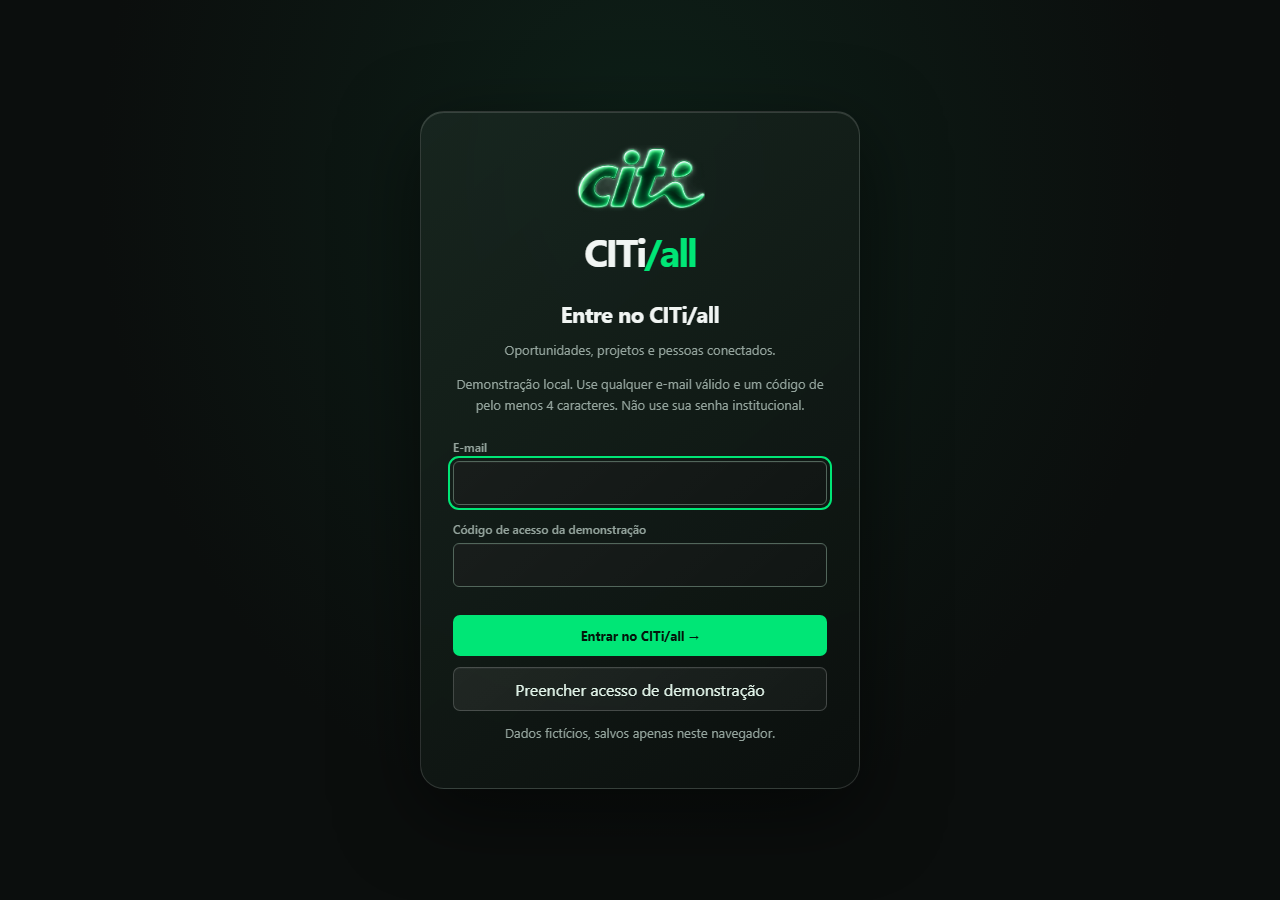 citi
CITi/all
Entre no CITi/all
Oportunidades, projetos e pessoas conectados.
Demonstração local. Use qualquer e-mail válido e um código de
pelo menos 4 caracteres. Não use sua senha institucional.
E-mail
Código de acesso da demonstração
Entrar no CITi/all →
Preencher acesso de demonstração
Dados fictícios, salvos apenas neste navegador.